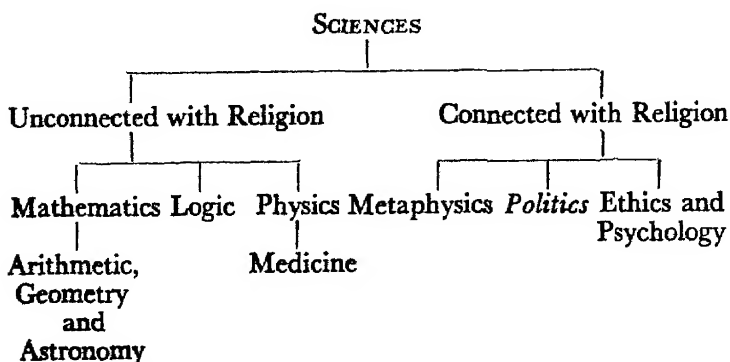 SCIENCES
Unconnected with Religion Connected with Religion
Mathematics Logic Physics Metaphysics Politics Ethics and
Psychology
Arithmetic, Medicine
Geometry
and
Astronomy